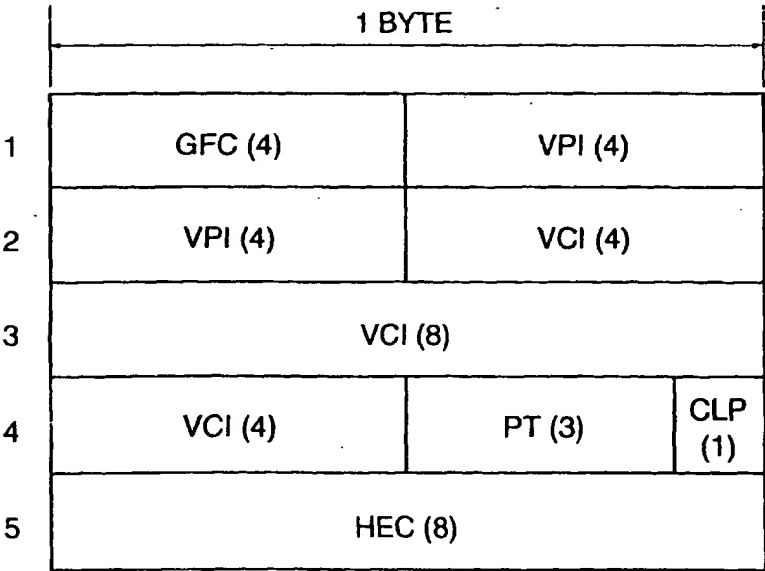 1 BYTE
1 GFC (4) VPI (4)
2 VPI (4) VCI (4)
3 VCI (8)
4 VCI (4) PT (3) CLP (1)
5 HEC (8)